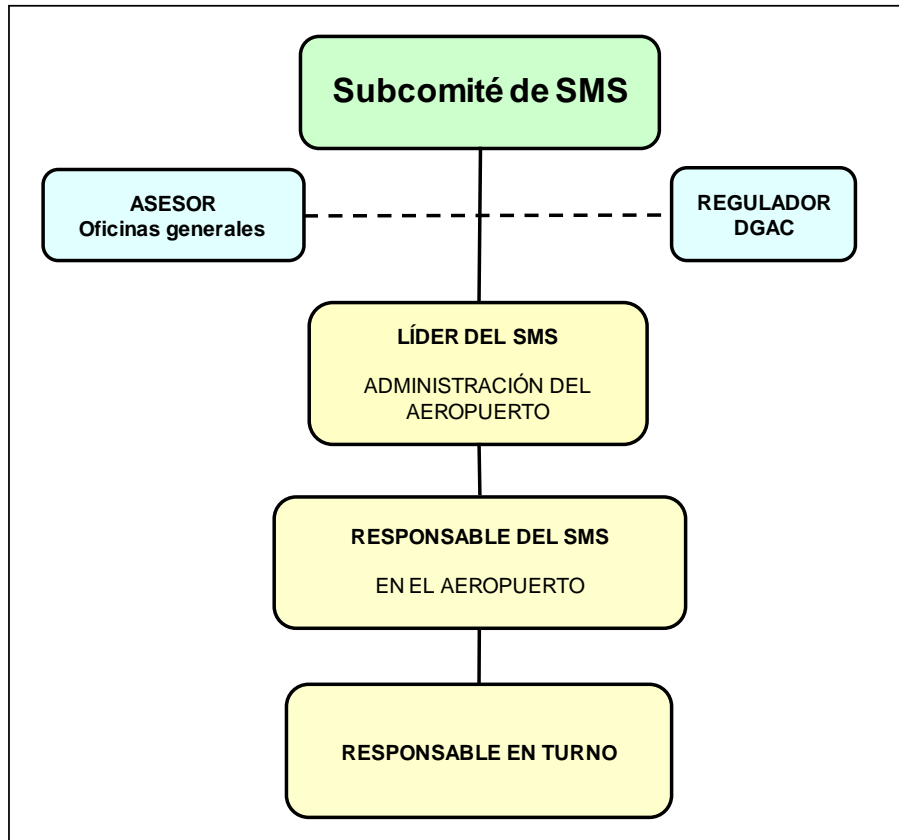 Subcomité de SMS
ASESOR
Oficinas generales
REGULADOR
DGAC
LÍDER DEL SMS
ADMINISTRACIÓN DEL
AEROPUERTO
RESPONSABLE DEL SMS
EN EL AEROPUERTO
RESPONSABLE EN TURNO